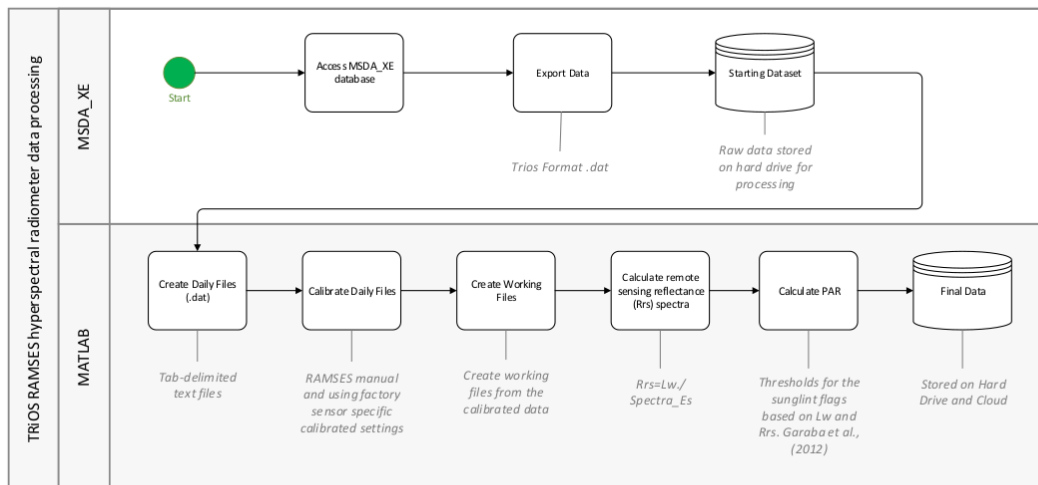 TRiOS RAMSES hyperspectral radiometer data processing
MSDA_XE
Start
Access MSDA_XE
database
Export Data
Starting Dataset
Trios Format .dat
Raw data stored
on hard drive for
processing
MATLAB
Create Daily Files
(.dat)
Calibrate Daily Files
Create Working
Files
Calculate remote
sensing reflectance
(Rrs) spectra
Calculate PAR
Final Data
Tab-delimited
text files
RAMSES manual
and using factory
sensor specific
calibrated settings
Create working
files from the
calibrated data
Rrs=Lw./
Spectra_Es
Thresholds for the
sunglint flags
based on Lw and
Rrs. Garaba et al.,
(2012)
Stored on Hard
Drive and Cloud